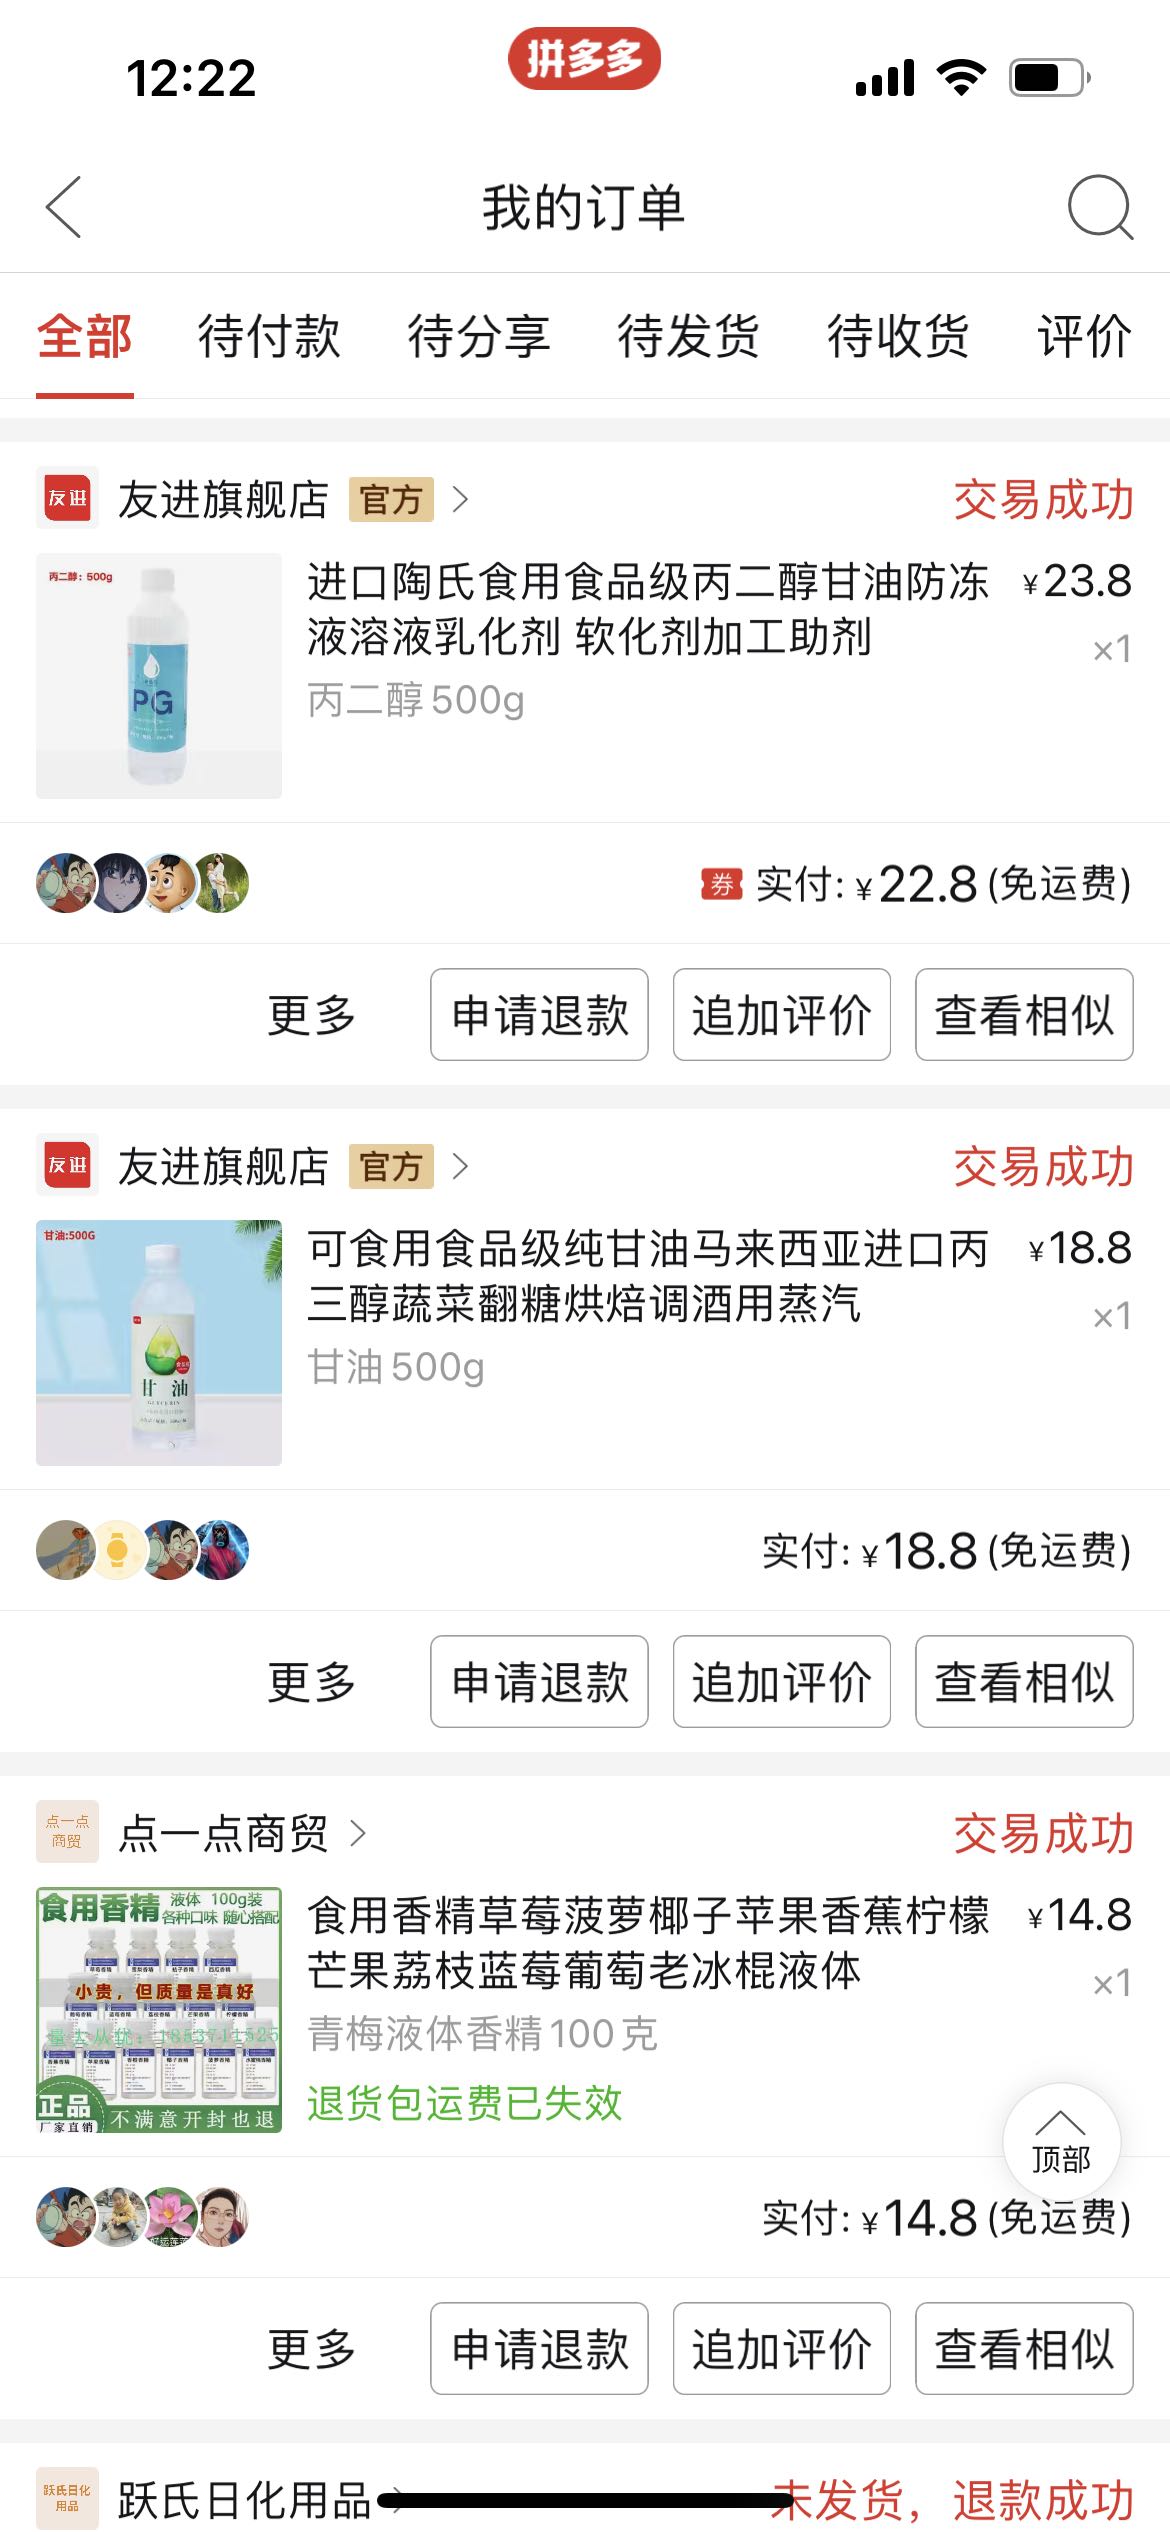 12:22
拼多多
我的订单
全部 待付款 待分享 待发货 待收货 评价
友进 友进旗舰店 官方 交易成功
丙二醇：500g
PG
进口陶氏食用食品级丙二醇甘油防冻 ¥23.8
液溶液乳化剂 软化剂加工助剂 ×1
丙二醇500g
券 实付: ¥22.8(免运费)
更多 申请退款 追加评价 查看相似
友进 友进旗舰店 官方 交易成功
甘油:500G
甘油
GLYCERIN
可食用食品级纯甘油马来西亚进口丙 ¥18.8
三醇蔬菜翻糖烘焙调酒用蒸汽 ×1
甘油500g
实付: ¥18.8(免运费)
更多 申请退款 追加评价 查看相似
点一点
商贸
点一点商贸 交易成功
食用香精 液体 100g装
各种口味 随心搭配
小贵，但质量是真好
量大从优：18537111525
正品
厂家直销
不满意开封也退
食用香精草莓菠萝椰子苹果香蕉柠檬 ¥14.8
芒果荔枝蓝莓葡萄老冰棍液体 ×1
青梅液体香精100克
退货包运费已失效
顶部
实付: ¥14.8(免运费)
更多 申请退款 追加评价 查看相似
跃氏日化
用品
跃氏日化用品 未发货，退款成功